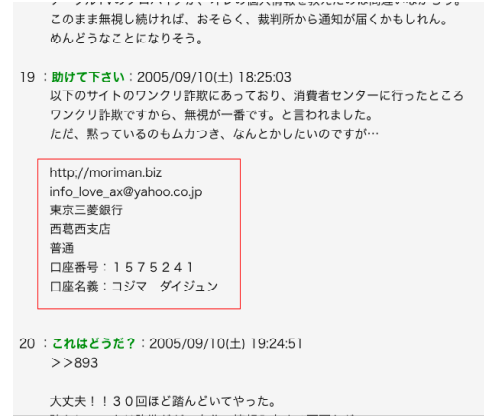 このまま無視し続ければ、おそらく、裁判所から通知が届くかもしれん。
めんどうなことになりそう。
19 ：助けて下さい：2005/09/10(土) 18:25:03
以下のサイトのワンクリ詐欺にあっており、消費者センターに行ったところ
ワンクリ詐欺ですから、無視が一番です。と言われました。
ただ、黙っているのもムカつき、なんとかしたいのですが…
http;//moriman.biz
info_love_ax@yahoo.co.jp
東京三菱銀行
西葛西支店
普通
口座番号：１５７５２４１
口座名義：コジマ　ダイジュン
20 ：これはどうだ？：2005/09/10(土) 19:24:51
＞＞893
大丈夫！！３０回ほど踏んどいてやった。